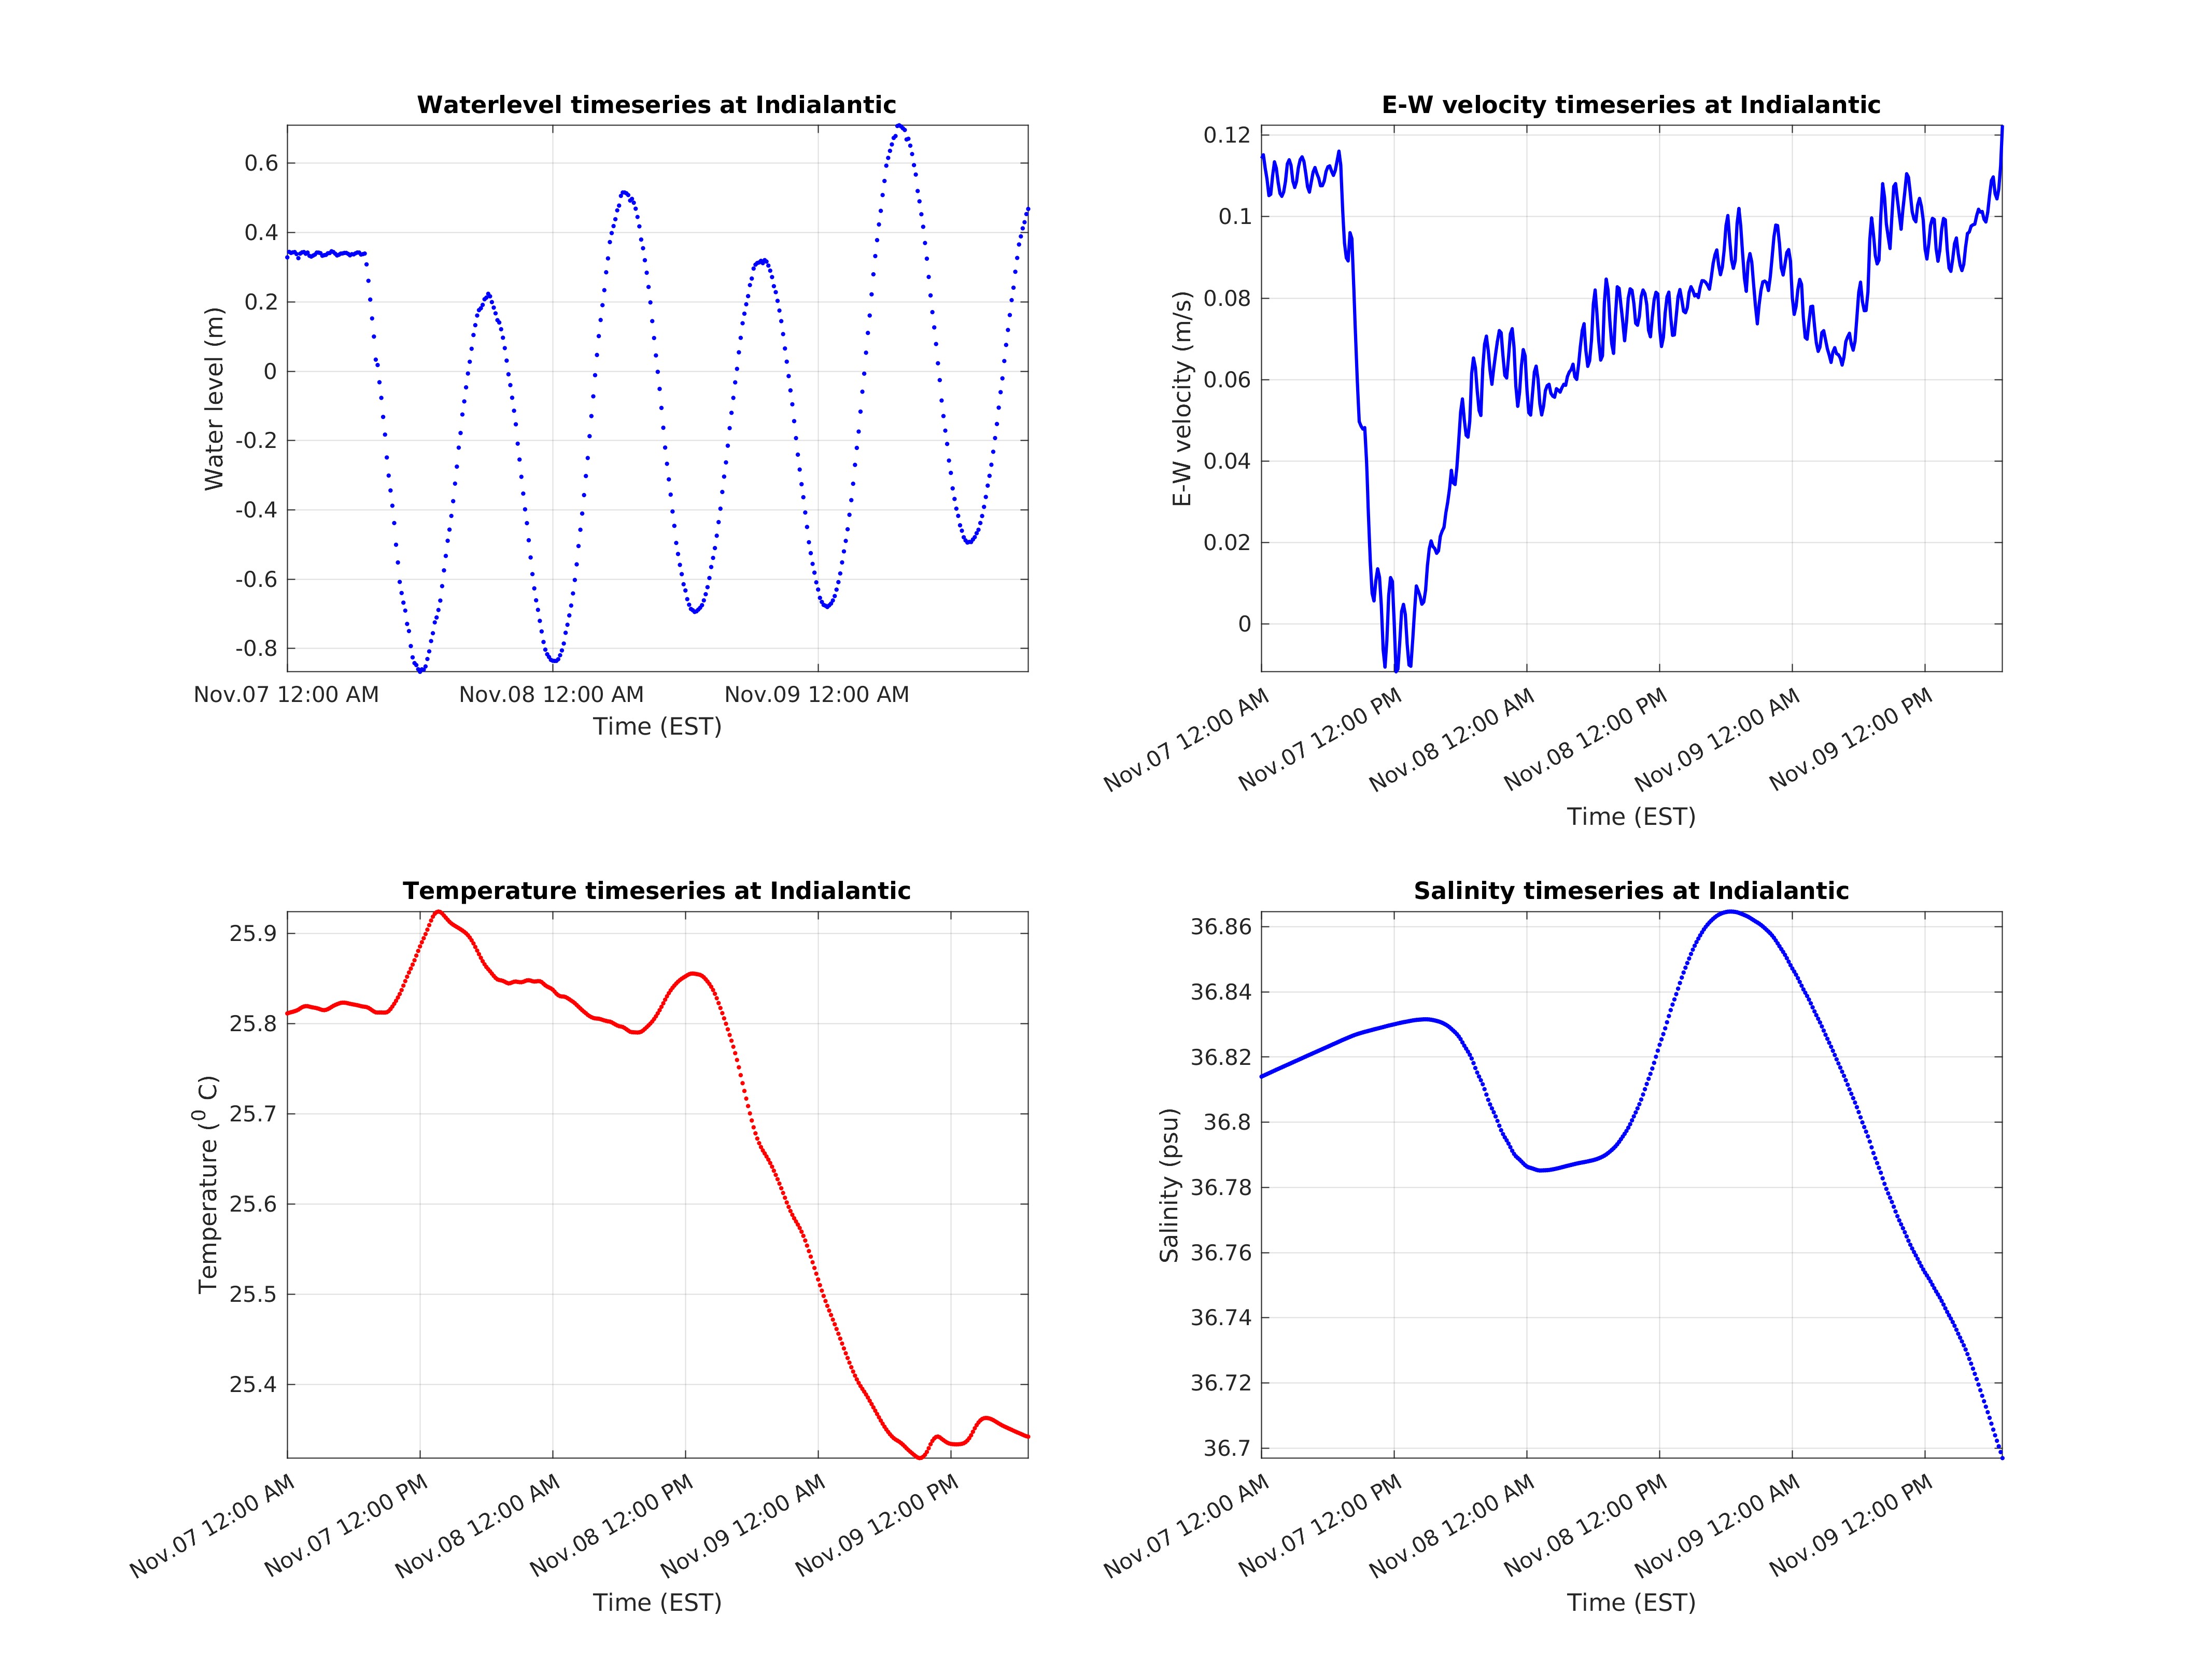 Waterlevel timeseries at Indialantic
0.6
0.4
0.2
0
-0.2
-0.4
-0.6
-0.8
Water level (m)
Nov.07 12:00 AM
Nov.08 12:00 AM
Nov.09 12:00 AM
Time (EST)
E-W velocity timeseries at Indialantic
0.12
0.1
0.08
0.06
0.04
0.02
0
E-W velocity (m/s)
Nov.07 12:00 AM
Nov.07 12:00 PM
Nov.08 12:00 AM
Nov.08 12:00 PM
Nov.09 12:00 AM
Nov.09 12:00 PM
Time (EST)
Temperature timeseries at Indialantic
25.9
25.8
25.7
25.6
25.5
25.4
Temperature (⁰ C)
Nov.07 12:00 AM
Nov.07 12:00 PM
Nov.08 12:00 AM
Nov.08 12:00 PM
Nov.09 12:00 AM
Nov.09 12:00 PM
Time (EST)
Salinity timeseries at Indialantic
36.86
36.84
36.82
36.8
36.78
36.76
36.74
36.72
36.7
Salinity (psu)
Nov.07 12:00 AM
Nov.07 12:00 PM
Nov.08 12:00 AM
Nov.08 12:00 PM
Nov.09 12:00 AM
Nov.09 12:00 PM
Time (EST)